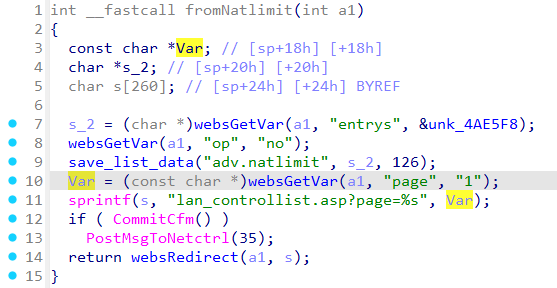 1 int __fastcall fromNatlimit(int a1)
2 {
3 const char *Var; // [sp+18h] [+18h]
4 char *s_2; // [sp+20h] [+20h]
5 char s[260]; // [sp+24h] [+24h] BYREF
6
7 s_2 = (char *)websGetVar(a1, "entrys", &unk_4AE5F8);
8 websGetVar(a1, "op", "no");
9 save_list_data("adv.natlimit", s_2, 126);
10 Var = (const char *)websGetVar(a1, "page", "1");
11 sprintf(s, "lan_controllist.asp?page=%s", Var);
12 if ( CommitCfm() )
13 PostMsgToNetctrl(35);
14 return websRedirect(a1, s);
15 }